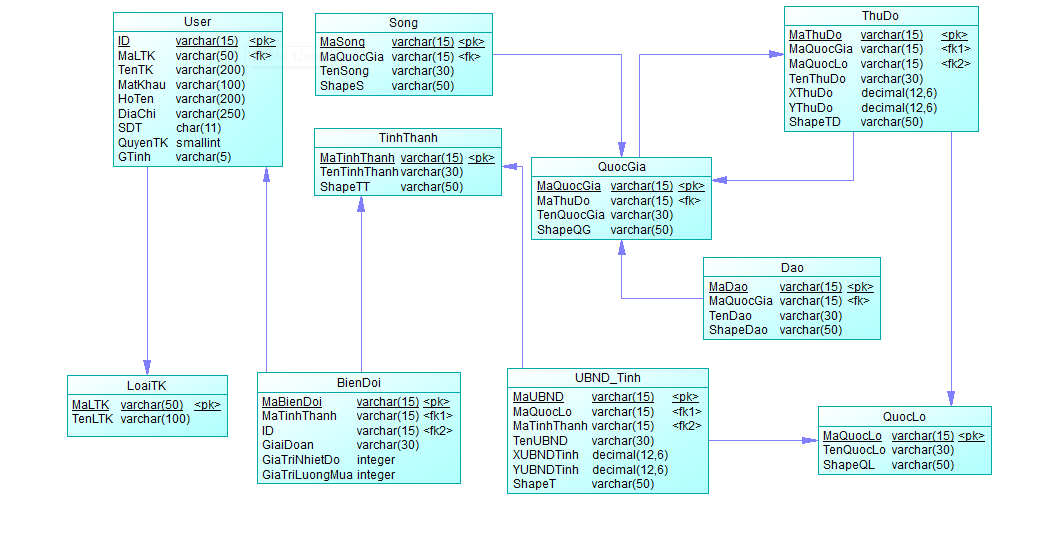 User
ID varchar(15) <pk>
MaLTK varchar(50) <fk>
TenTK varchar(200)
MatKhau varchar(100)
HoTen varchar(200)
DiaChi varchar(250)
SDT char(11)
QuyenTK smallint
GTinh varchar(5)
Song
MaSong varchar(15) <pk>
MaQuocGia varchar(15) <fk>
TenSong varchar(30)
ShapeS varchar(50)
ThuDo
MaThuDo varchar(15) <pk>
MaQuocGia varchar(15) <fk1>
MaQuocLo varchar(15) <fk2>
TenThuDo varchar(30)
XThuDo decimal(12,6)
YThuDo decimal(12,6)
ShapeTD varchar(50)
TinhThanh
MaTinhThanh varchar(15) <pk>
TenTinhThanh varchar(30)
ShapeTT varchar(50)
QuocGia
MaQuocGia varchar(15) <pk>
MaThuDo varchar(15) <fk>
TenQuocGia varchar(30)
ShapeQG varchar(50)
Dao
MaDao varchar(15) <pk>
MaQuocGia varchar(15) <fk>
TenDao varchar(30)
ShapeDao varchar(50)
LoaiTK
MaLTK varchar(50) <pk>
TenLTK varchar(100)
BienDoi
MaBienDoi varchar(15) <pk>
MaTinhThanh varchar(15) <fk1>
ID varchar(15) <fk2>
GiaiDoan varchar(30)
GiaTriNhietDo integer
GiaTriLuongMua integer
UBND_Tinh
MaUBND varchar(15) <pk>
MaQuocLo varchar(15) <fk1>
MaTinhThanh varchar(15) <fk2>
TenUBND varchar(30)
XUBNDTinh decimal(12,6)
YUBNDTinh decimal(12,6)
ShapeT varchar(50)
QuocLo
MaQuocLo varchar(15) <pk>
TenQuocLo varchar(30)
ShapeQL varchar(50)